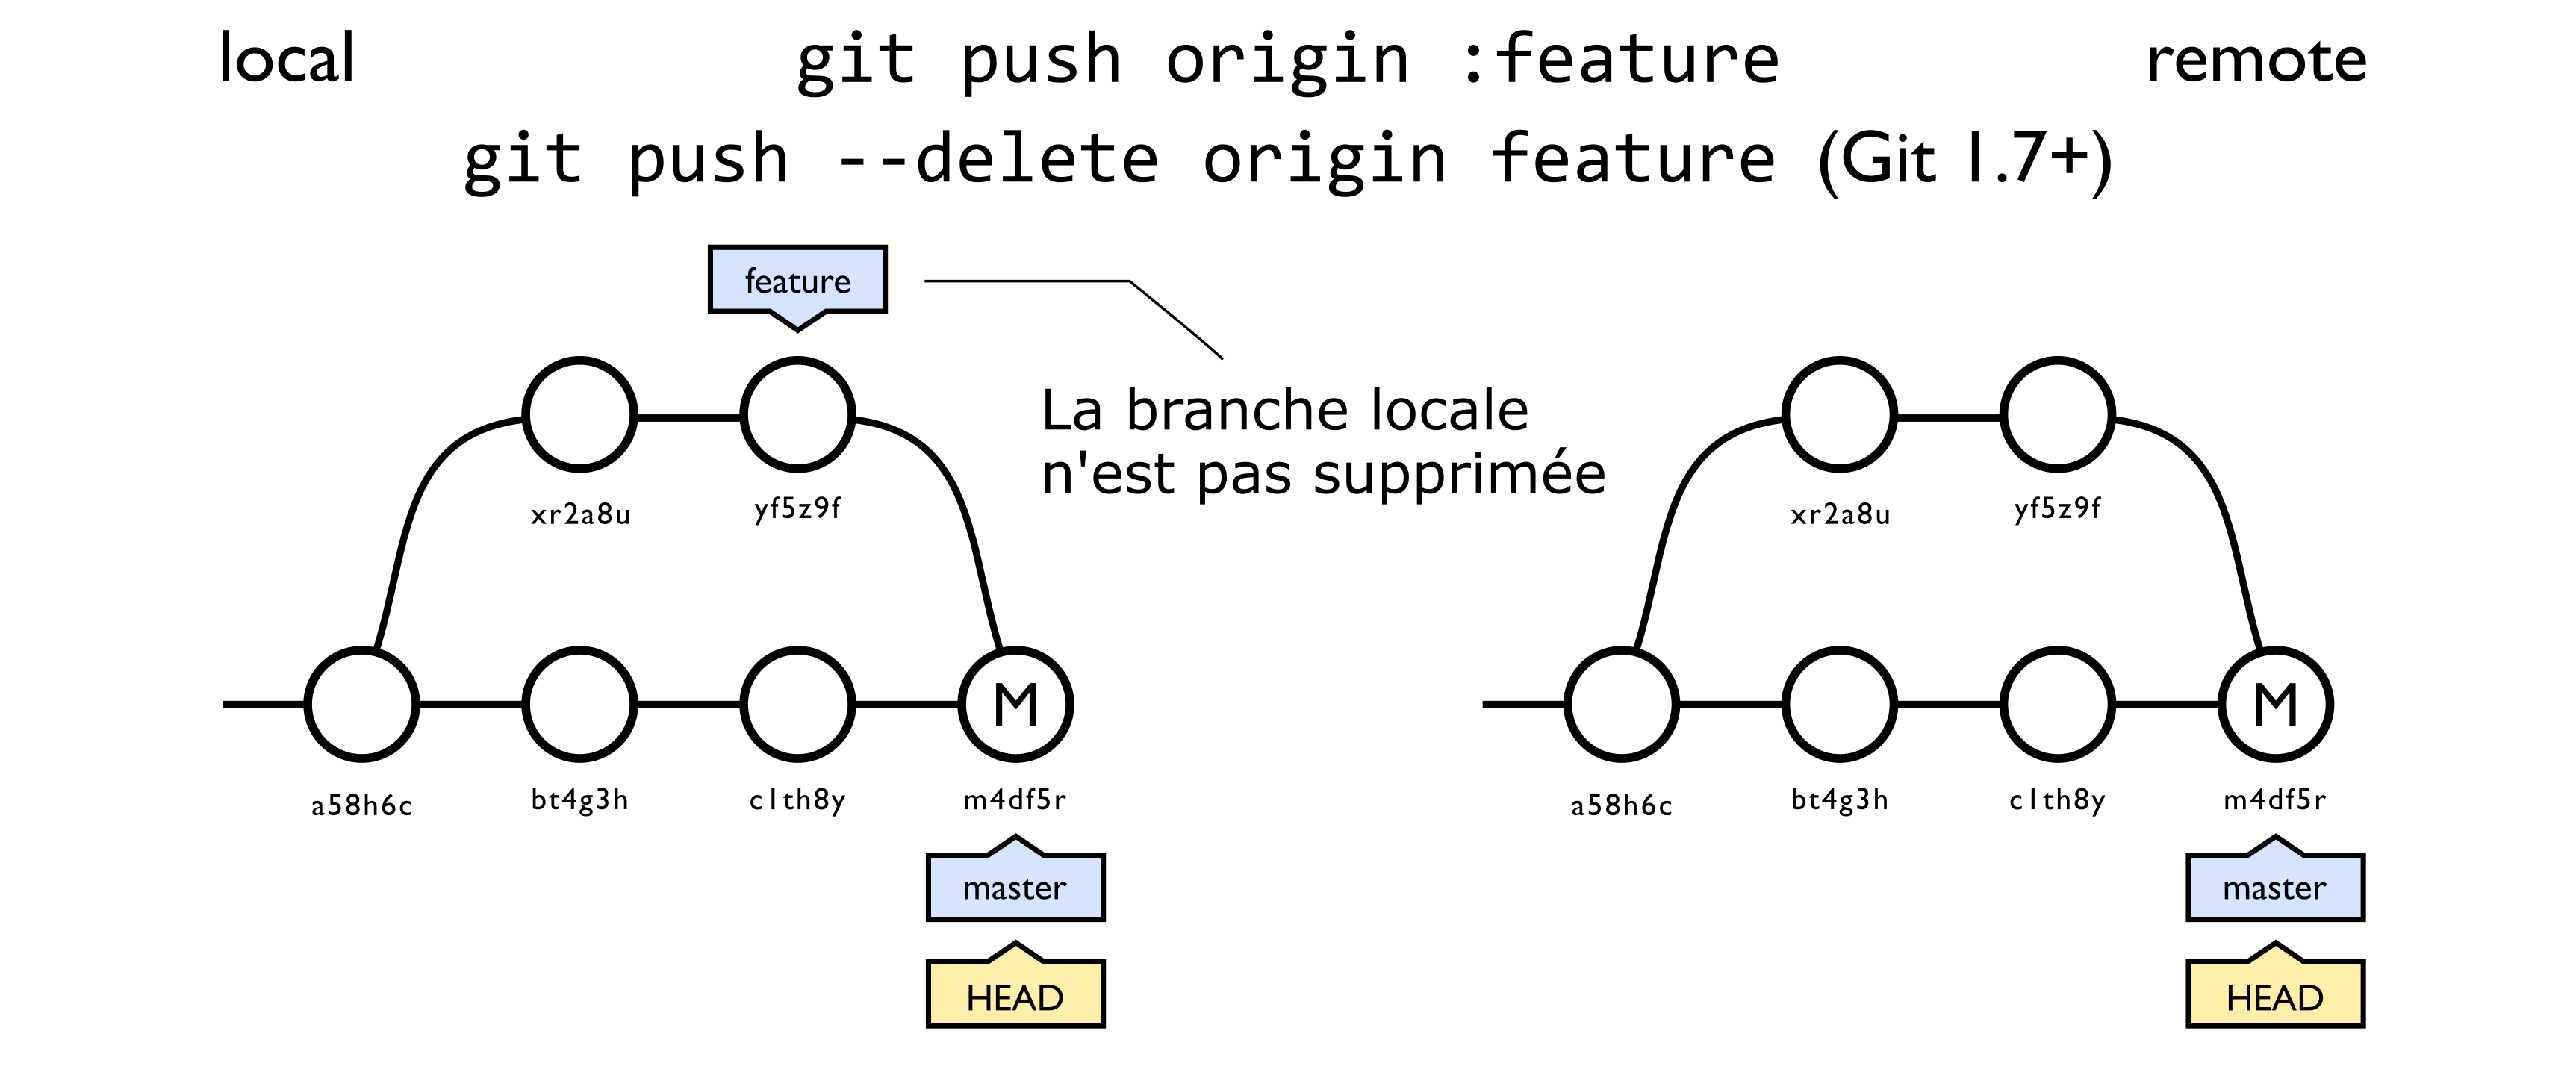 local
git push origin :feature
remote
git push --delete origin feature (Git 1.7+)
feature
La branche locale
n'est pas supprimée
xr2a8u
yf5z9f
xr2a8u
yf5z9f
M
M
a58h6c
bt4g3h
c1th8y
m4df5r
a58h6c
bt4g3h
c1th8y
m4df5r
master
master
HEAD
HEAD